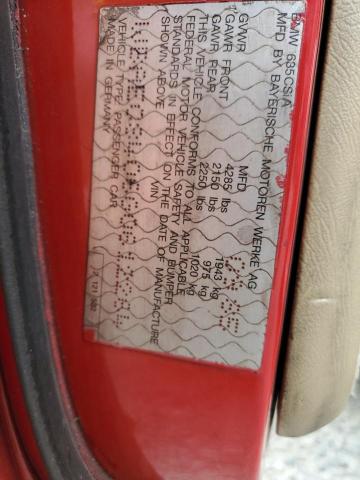 BMW 635CSIA
MFD BY BAYERISCHE MOTOREN WERKE AG
MFD
GVWR 4285 lbs 1943 kg
GAWR FRONT 2150 lbs 975 kg
GAWR REAR 2250 lbs 1020 kg
THIS VEHICLE CONFORMS TO ALL APPLICABLE
FEDERAL MOTOR VEHICLE SAFETY AND BUMPER
STANDARDS IN EFFECT ON THE DATE OF MANUFACTURE
SHOWN ABOVE VIN
VEHICLE TYPE: PASSENGER CAR
MADE IN GERMANY